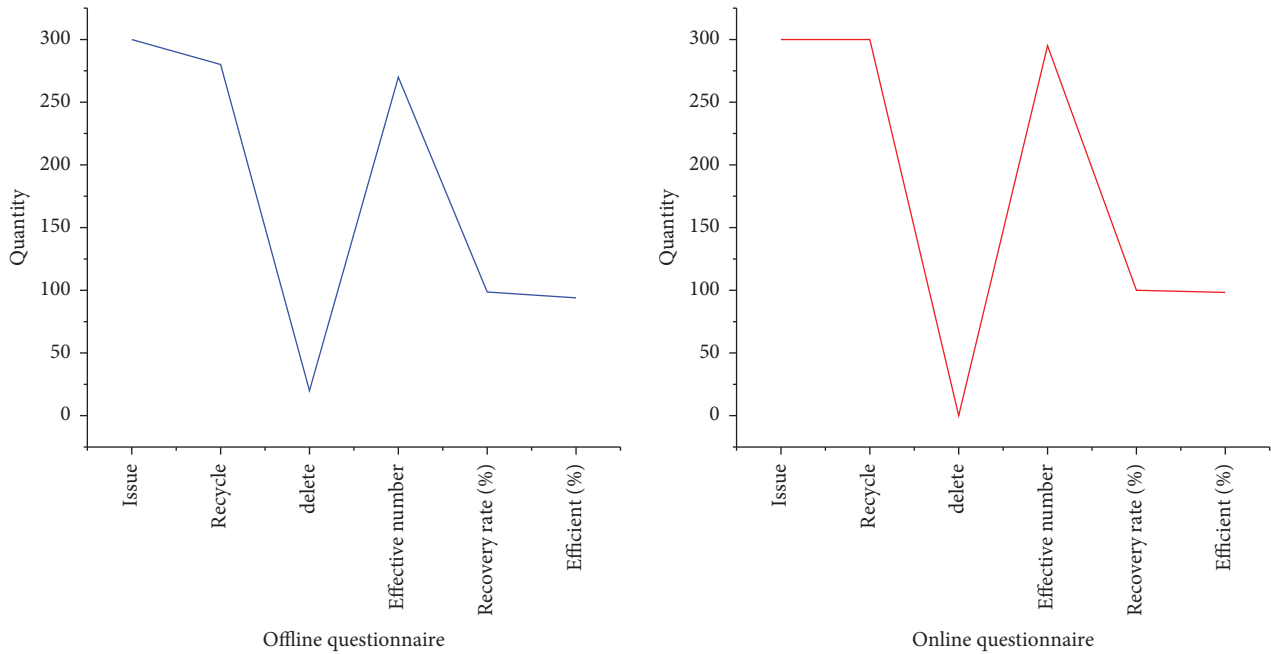 Quantity
300
250
200
150
100
50
0
Issue
Recycle
delete
Effective number
Recovery rate (%)
Efficient (%)
Offline questionnaire
Quantity
300
250
200
150
100
50
0
Issue
Recycle
delete
Effective number
Recovery rate (%)
Efficient (%)
Online questionnaire